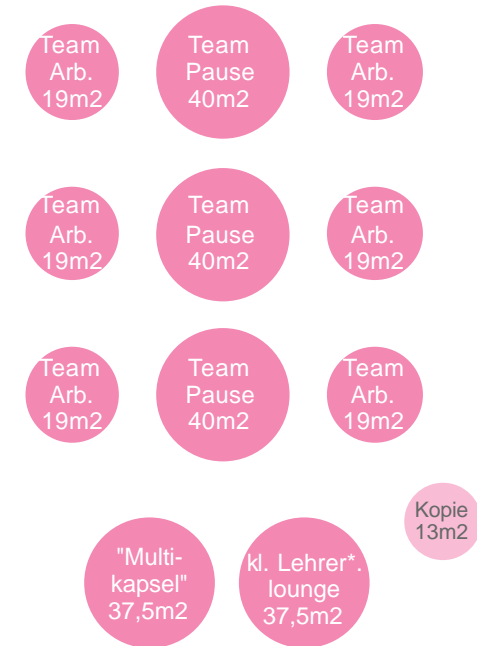 Team
Arb.
19m2
Team
Pause
40m2
Team
Arb.
19m2
Team
Arb.
19m2
Team
Pause
40m2
Team
Arb.
19m2
Team
Arb.
19m2
Team
Pause
40m2
Team
Arb.
19m2
Kopie
13m2
"Multi-
kapsel"
37,5m2
kl. Lehrer*.
lounge
37,5m2